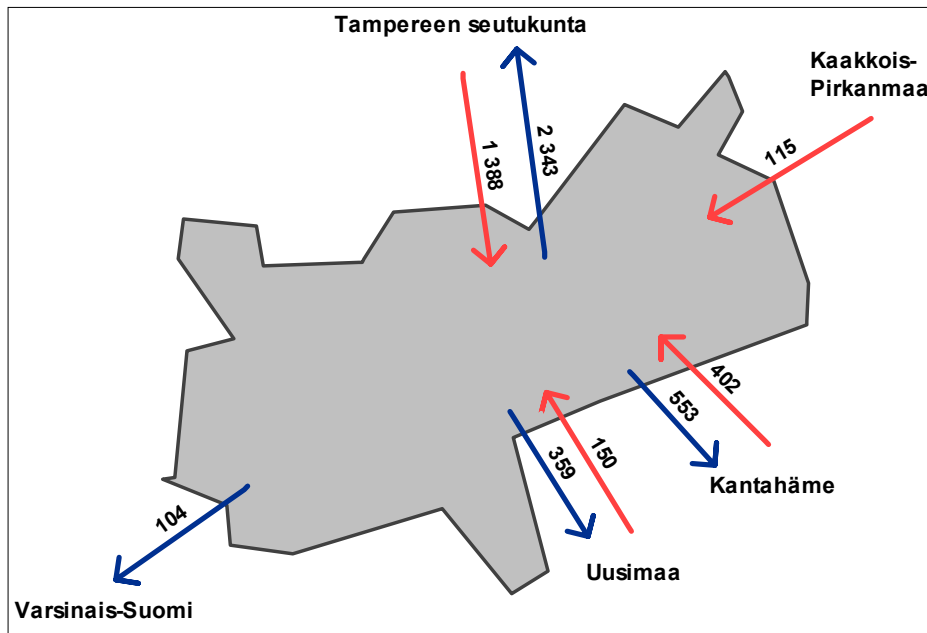 Tampereen seutukunta
Kaakkois-
Pirkanmaa
1 388
2 343
115
402
553
359
150
104
Kantahäme
Uusimaa
Varsinais-Suomi